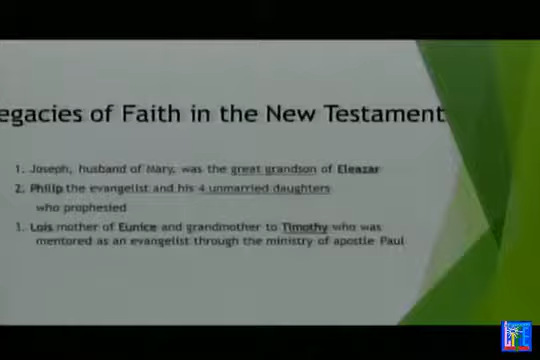 egacies of Faith in the New Testament
1. Joseph, husband of Mary, was the great grandson of Eleazar
2. Philip the evangelist and his 4 unmarried daughters
who prophesied
3. Lois mother of Eunice and grandmother to Timothy who was
mentored as an evangelist through the ministry of apostle Paul